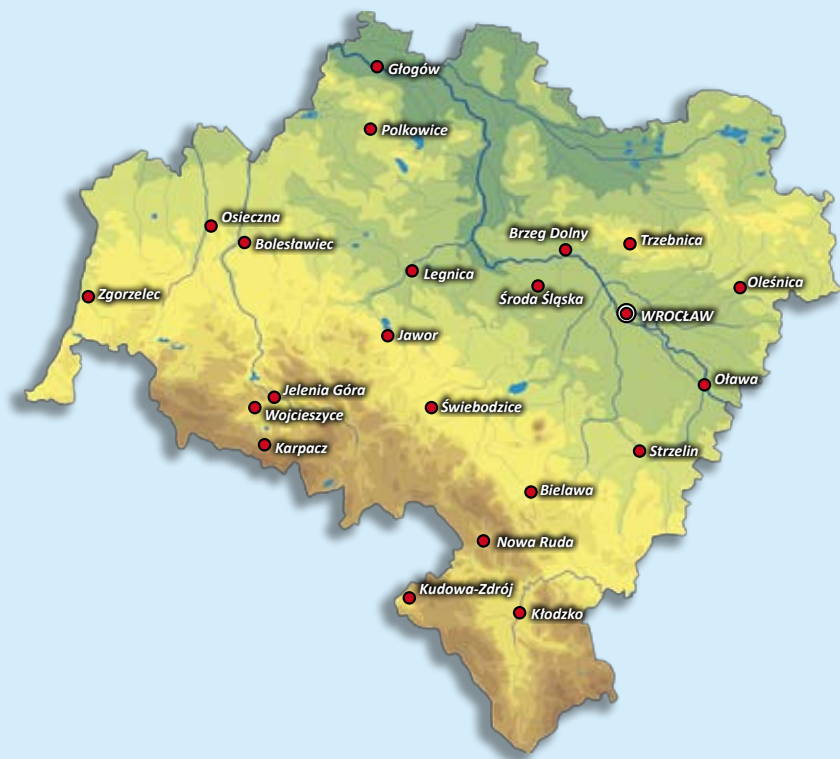 Głogów
Polkowice
Osieczna
Bolesławiec
Brzeg Dolny
Trzebnica
Legnica
Oleśnica
Zgorzelec
Środa Śląska
WROCŁAW
Jawor
Oława
Jelenia Góra
Wojcieszyce
Świebodzice
Karpacz
Strzelin
Bielawa
Nowa Ruda
Kudowa-Zdrój
Kłodzko